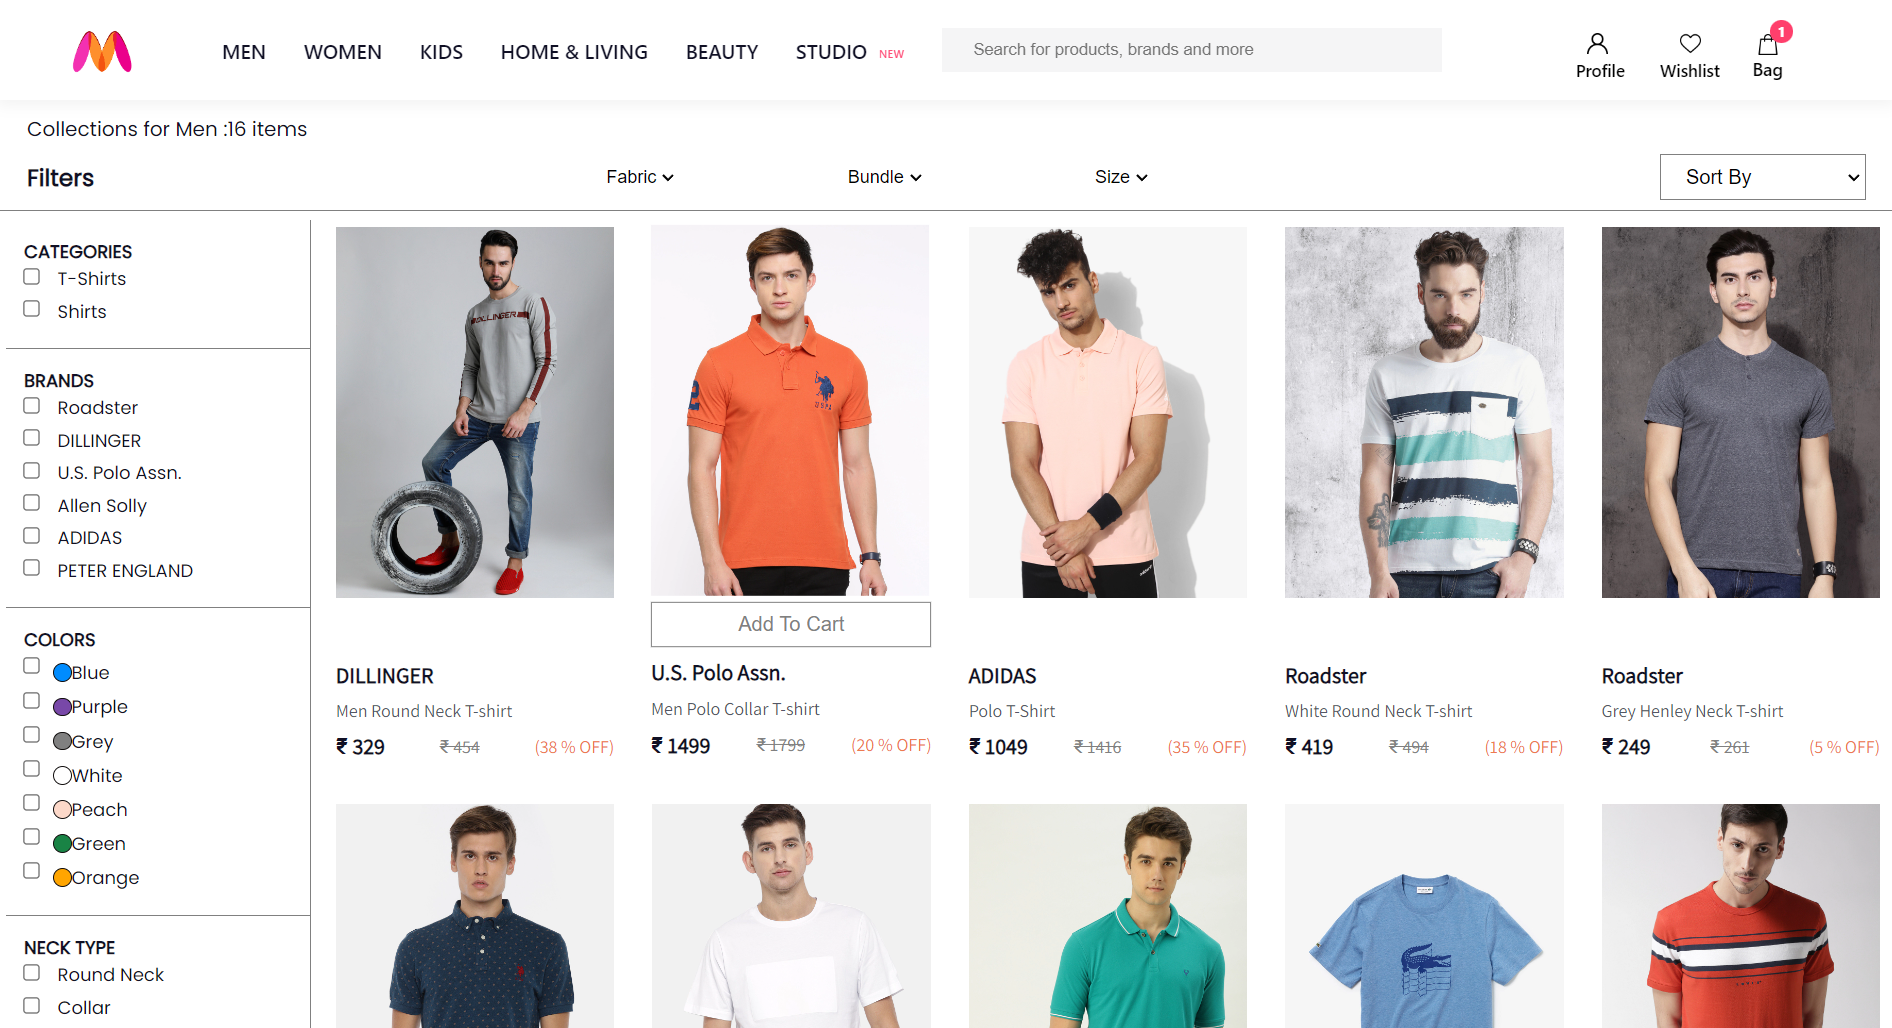 MEN WOMEN KIDS HOME & LIVING BEAUTY STUDIO NEW
Search for products, brands and more
1
Profile Wishlist Bag
Collections for Men :16 items
Filters
Fabric Bundle Size
Sort By
CATEGORIES
T-Shirts
Shirts
BRANDS
Roadster
DILLINGER
U.S. Polo Assn.
Allen Solly
ADIDAS
PETER ENGLAND
COLORS
Blue
Purple
Grey
White
Peach
Green
Orange
NECK TYPE
Round Neck
Collar
DILLINGER
2
USPA
Add To Cart
DILLINGER
Men Round Neck T-shirt
₹ 329 ₹ 454 (38 % OFF)
U.S. Polo Assn.
Men Polo Collar T-shirt
₹ 1499 ₹ 1799 (20 % OFF)
ADIDAS
Polo T-Shirt
₹ 1049 ₹ 1416 (35 % OFF)
Roadster
White Round Neck T-shirt
₹ 419 ₹ 494 (18 % OFF)
Roadster
Grey Henley Neck T-shirt
₹ 249 ₹ 261 (5 % OFF)